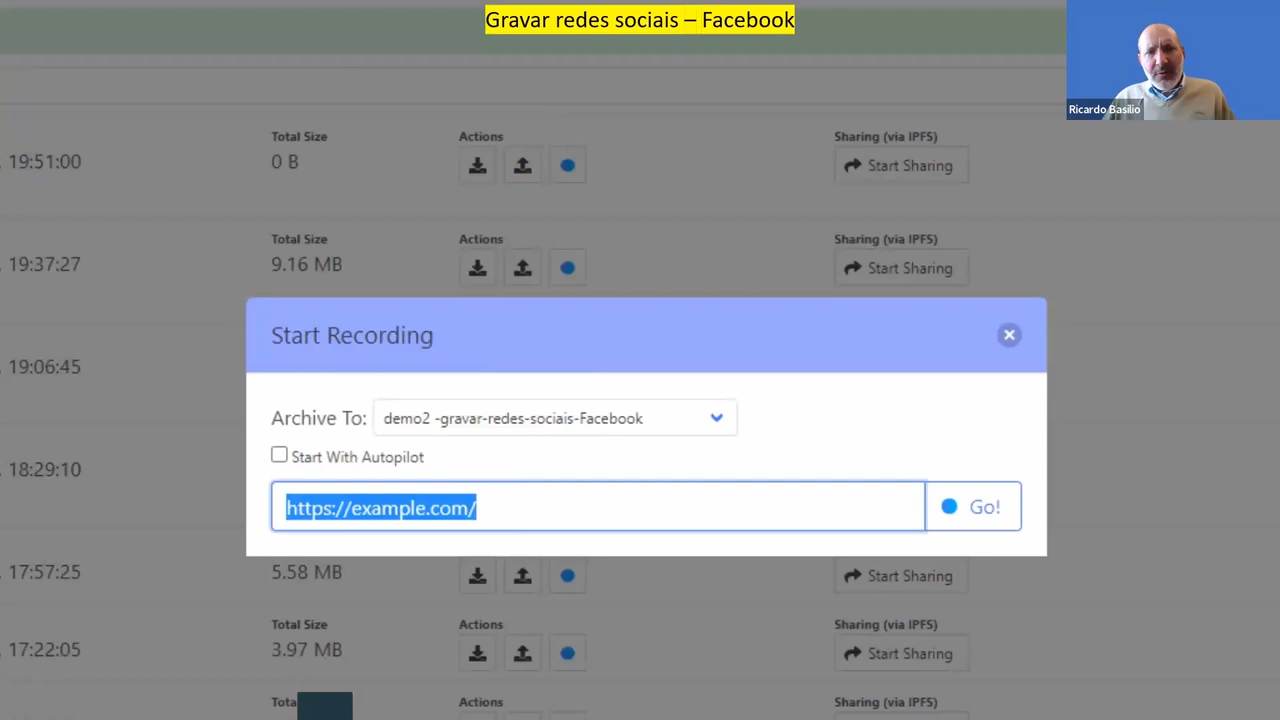 Gravar redes sociais – Facebook
Ricardo Basílio
Total Size Actions Sharing (via IPFS)
19:51:00 0 B Start Sharing
Total Size Actions Sharing (via IPFS)
19:37:27 9.16 MB Start Sharing
Start Recording
19:06:45
Archive To: demo2 -gravar-redes-sociais-Facebook
Start With Autopilot
18:29:10
https://example.com/ Go!
17:57:25 5.58 MB Start Sharing
Total Size Actions Sharing (via IPFS)
17:22:05 3.97 MB Start Sharing
Tota Actions Sharing (via IPFS)